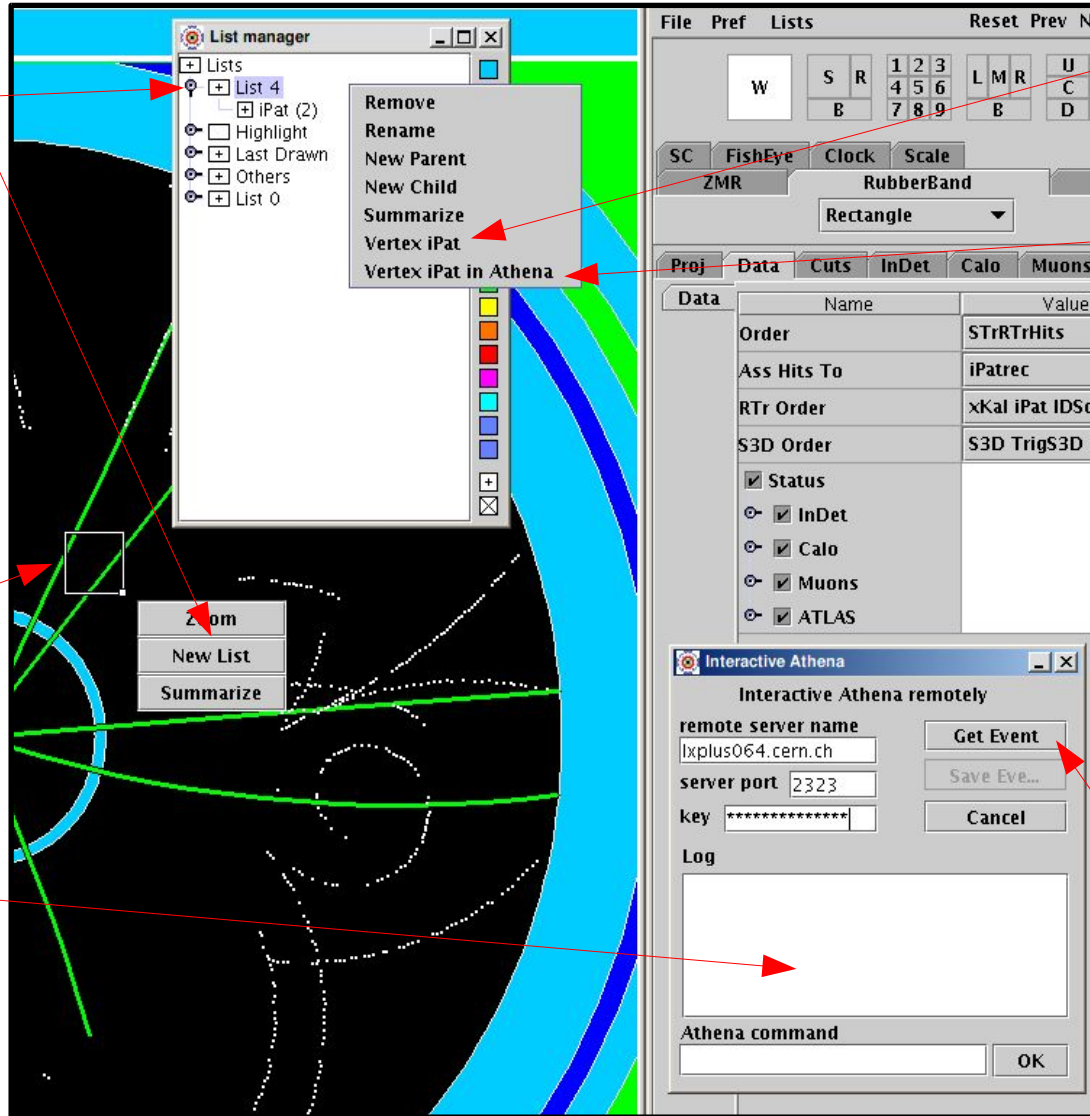 List manager
Lists
List 4
iPat (2)
Highlight
Last Drawn
Others
List 0
Remove
Rename
New Parent
New Child
Summarize
Vertex iPat
Vertex iPat in Athena
Zoom
New List
Summarize
File Pref Lists Reset Prev N
W S R B 1 2 3 4 5 6 7 8 9 L M R B U C D
SC FishEye Clock Scale
ZMR RubberBand
Rectangle
Proj Data Cuts InDet Calo Muons
Data
Name Value
Order STrRTrHits
Ass Hits To iPatrec
RTr Order xKal iPat
S3D Order S3D TrigS3D
Status
InDet
Calo
Muons
ATLAS
Interactive Athena
Interactive Athena remotely
remote server name
lxplus064.cern.ch
server port 2323
key **************
Get Event
Save Eve...
Cancel
Log
Athena command
OK